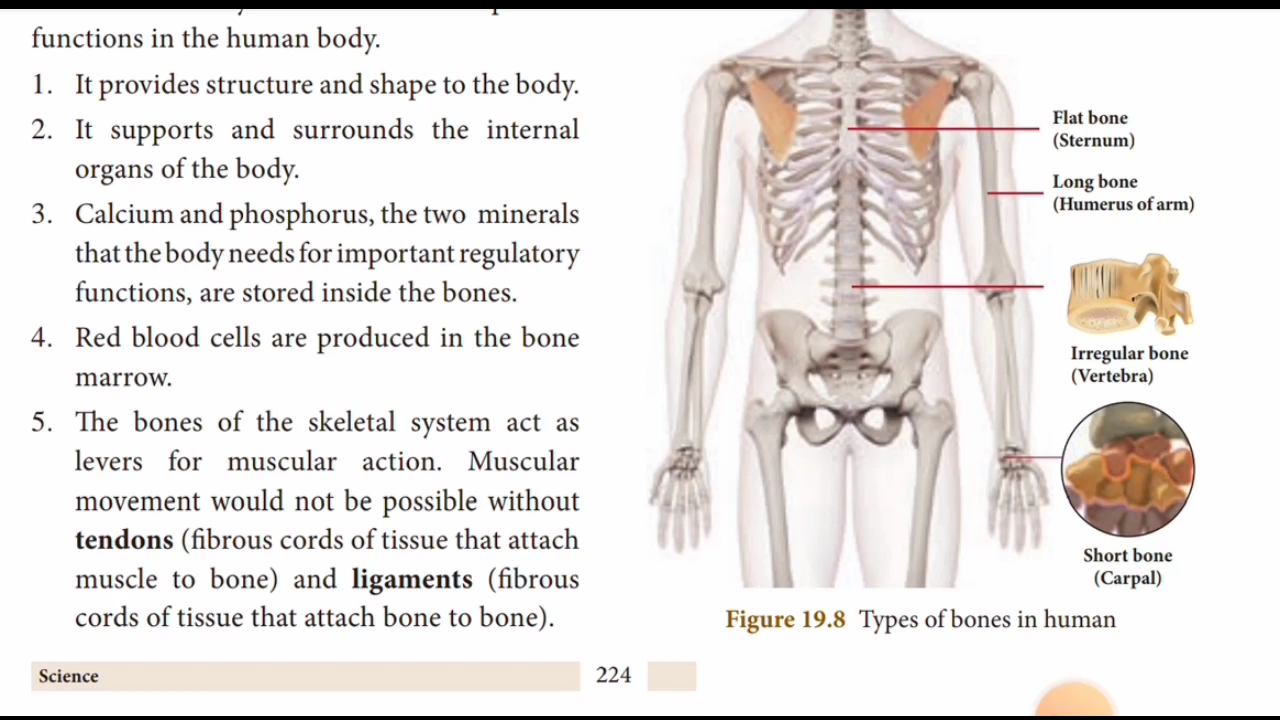 functions in the human body.
1. It provides structure and shape to the body.
2. It supports and surrounds the internal
organs of the body.
3. Calcium and phosphorus, the two minerals
that the body needs for important regulatory
functions, are stored inside the bones.
4. Red blood cells are produced in the bone
marrow.
5. The bones of the skeletal system act as
levers for muscular action. Muscular
movement would not be possible without
tendons (fibrous cords of tissue that attach
muscle to bone) and ligaments (fibrous
cords of tissue that attach bone to bone).
Flat bone
(Sternum)
Long bone
(Humerus of arm)
Irregular bone
(Vertebra)
Short bone
(Carpal)
Figure 19.8 Types of bones in human
Science
224